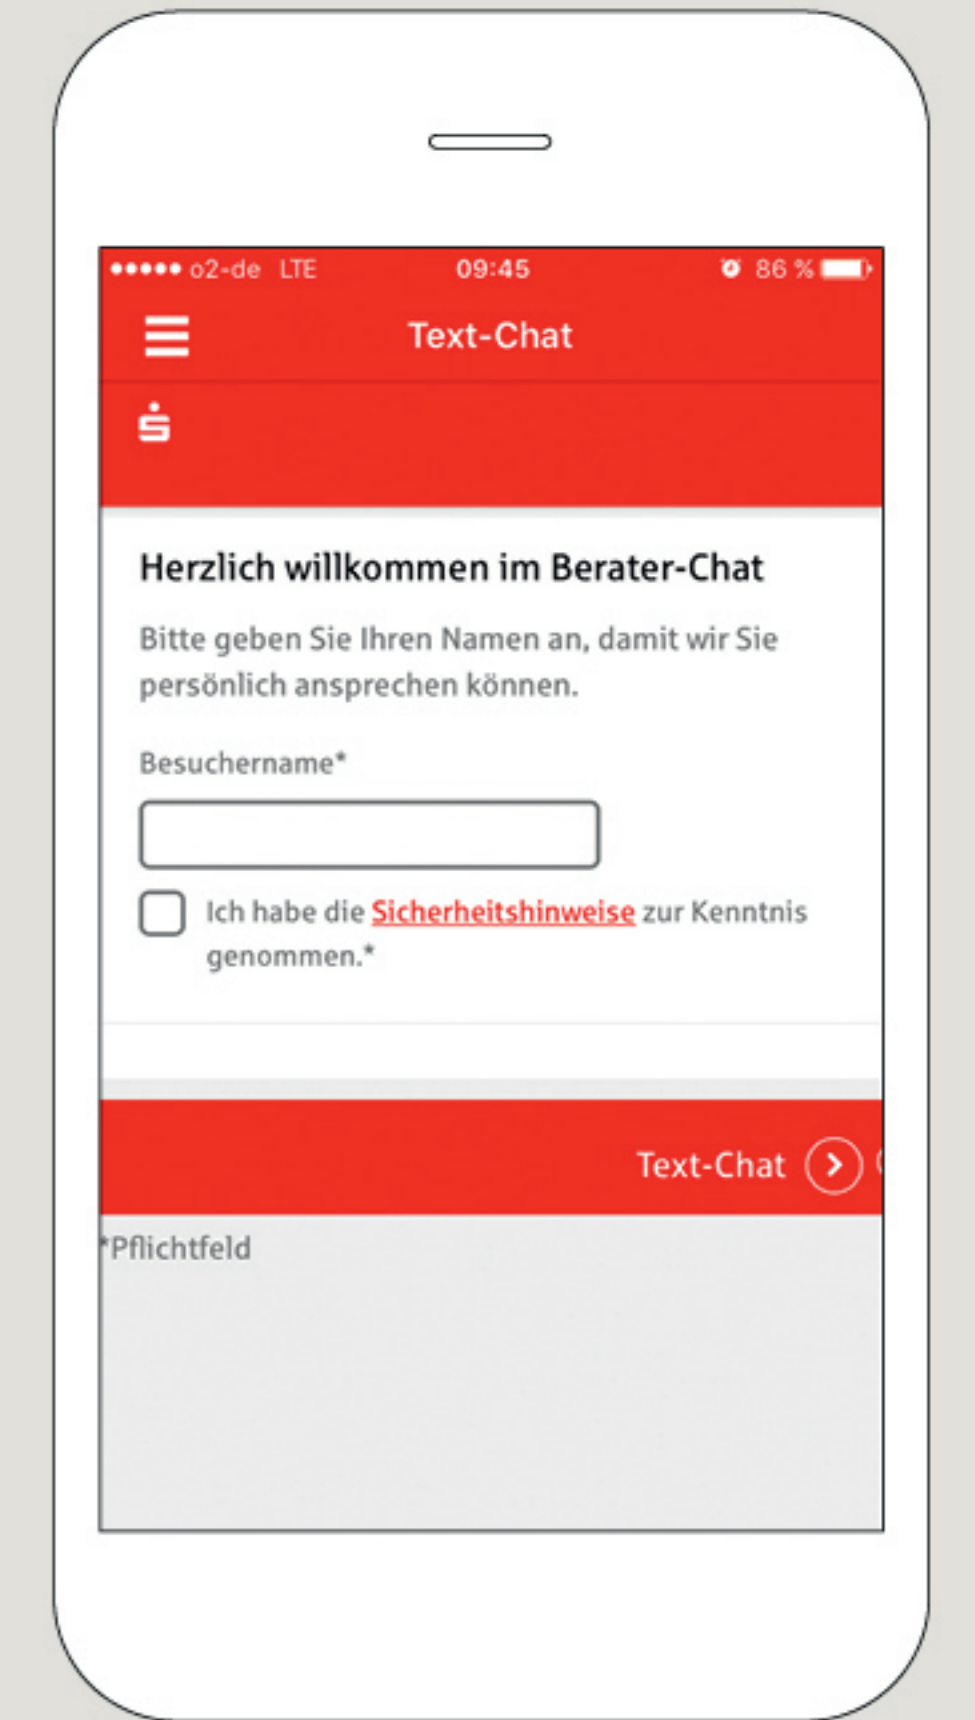 o2-de LTE 09:45 86 %
Text-Chat
Herzlich willkommen im Berater-Chat
Bitte geben Sie Ihren Namen an, damit wir Sie
persönlich ansprechen können.
Besuchername*
Ich habe die Sicherheitshinweise zur Kenntnis
genommen.*
Text-Chat
*Pflichtfeld